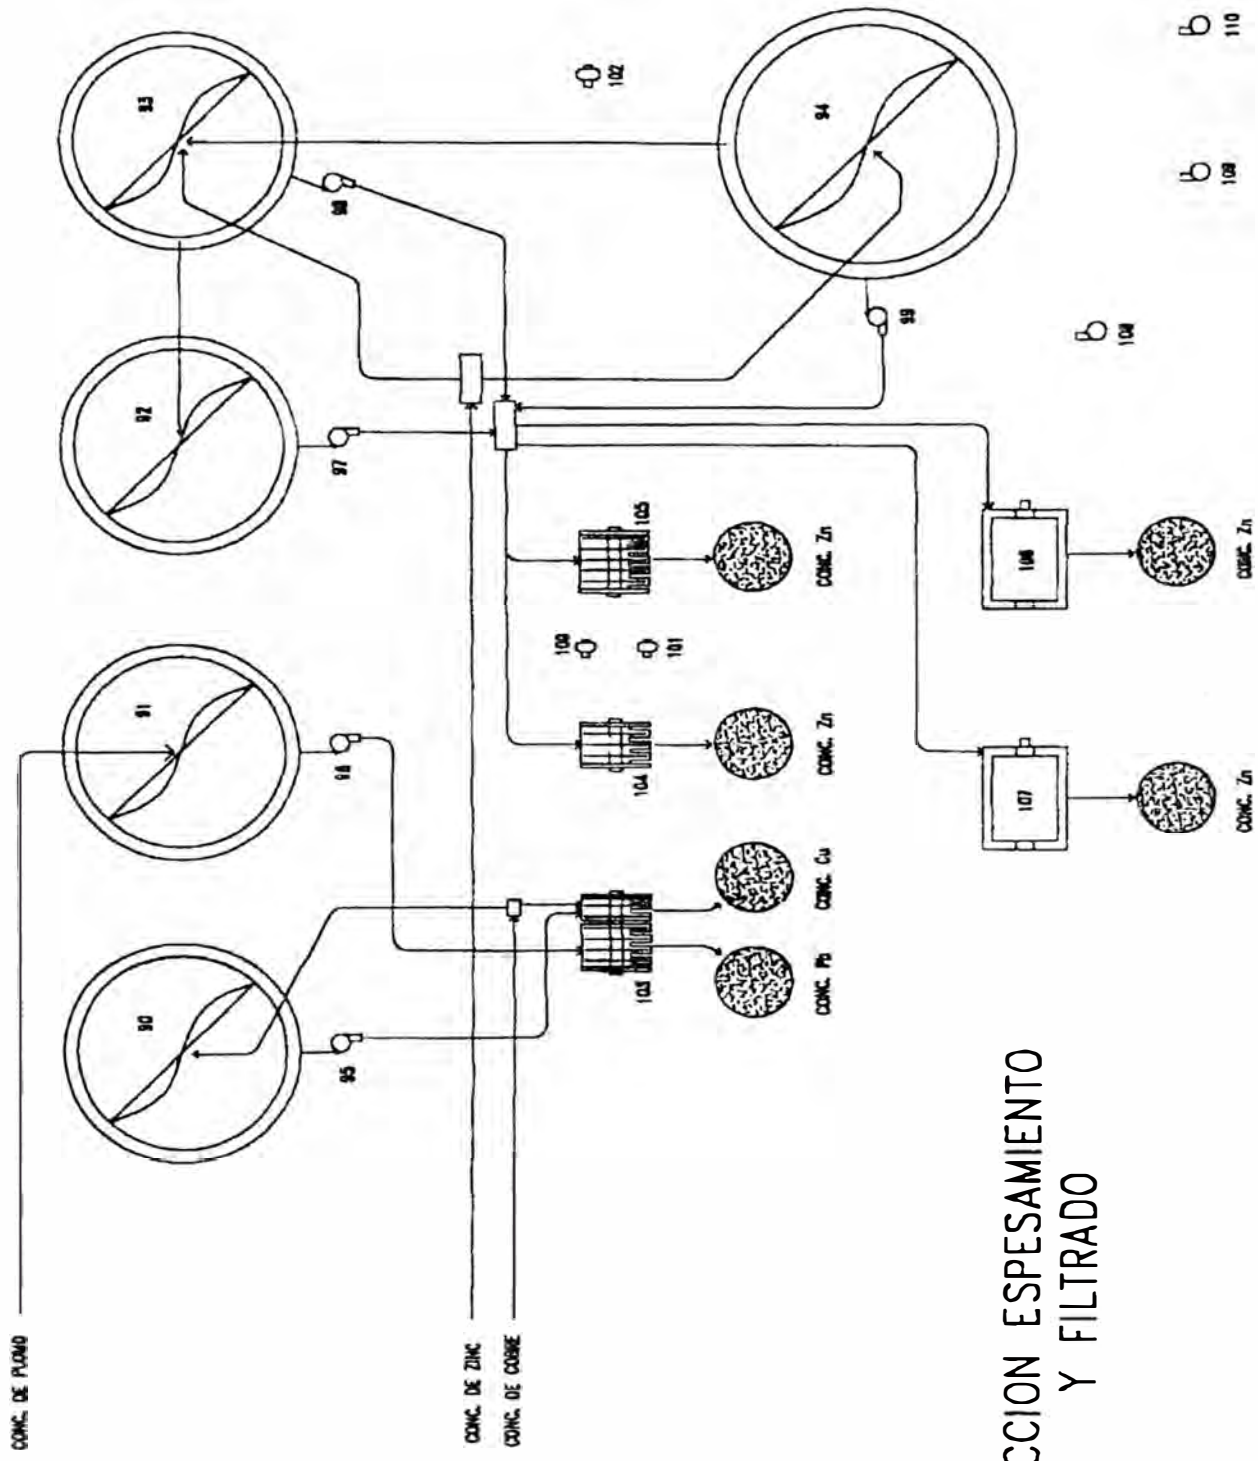 CONC. DE PLOMO
CONC. DE ZINC
CONC. DE COBRE
90
91
92
93
94
95
96
97
98
99
100
101
102
103
104
105
106
107
108
109
110
CONC. Pb
CONC. Cu
CONC. Zn
CONC. Zn
CONC. Zn
CONC. Zn
CCION ESPESAMIENTO
Y FILTRADO